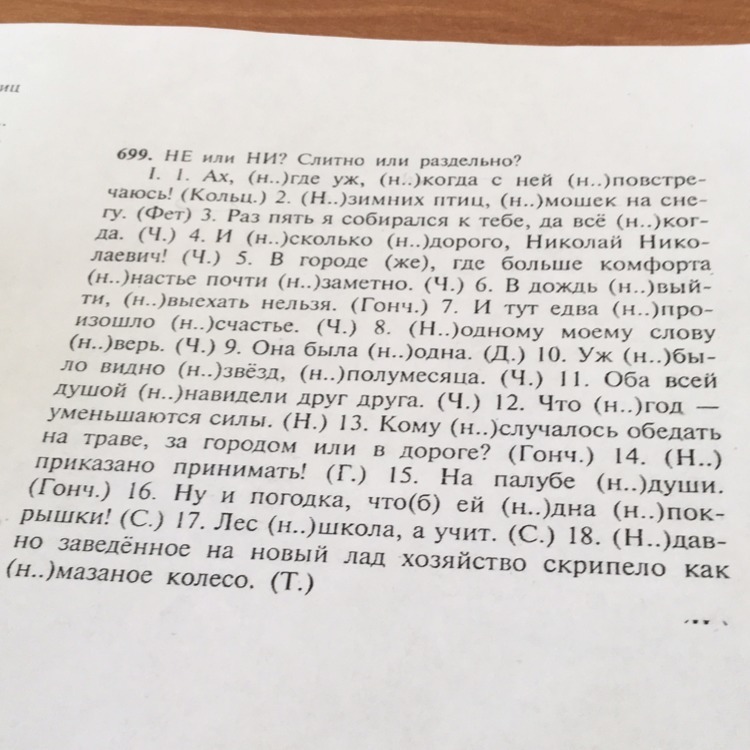 иц
..
699. НЕ или НИ? Слитно или раздельно?
I. 1. Ах, (н..)где уж, (н..)когда с ней (н..)повстре-
чаюсь! (Кольц.) 2. (Н..)зимних птиц, (н..)мошек на сне-
гу. (Фет) 3. Раз пять я собирался к тебе, да всё (н..)ког-
да. (Ч.) 4. И (н..)сколько (н..)дорого, Николай Нико-
лаевич! (Ч.) 5. В городе (же), где больше комфорта
(н..)настье почти (н..)заметно. (Ч.) 6. В дождь (н..)вый-
ти, (н..)выехать нельзя. (Гонч.) 7. И тут едва (н..)про-
изошло (н..)счастье. (Ч.) 8. (Н..)одному моему слову
(н..)верь. (Ч.) 9. Она была (н..)одна. (Д.) 10. Уж (н..)бы-
ло видно (н..)звёзд, (н..)полумесяца. (Ч.) 11. Оба всей
душой (н..)навидели друг друга. (Ч.) 12. Что (н..)год —
уменьшаются силы. (Н.) 13. Кому (н..)случалось обедать
на траве, за городом или в дороге? (Гонч.) 14. (Н..)
приказано принимать! (Г.) 15. На палубе (н..)души.
(Гонч.) 16. Ну и погодка, что(б) ей (н..)дна (н..)пок-
рышки! (С.) 17. Лес (н..)школа, а учит. (С.) 18. (Н..)дав-
но заведённое на новый лад хозяйство скрипело как
(н..)мазаное колесо. (Т.)